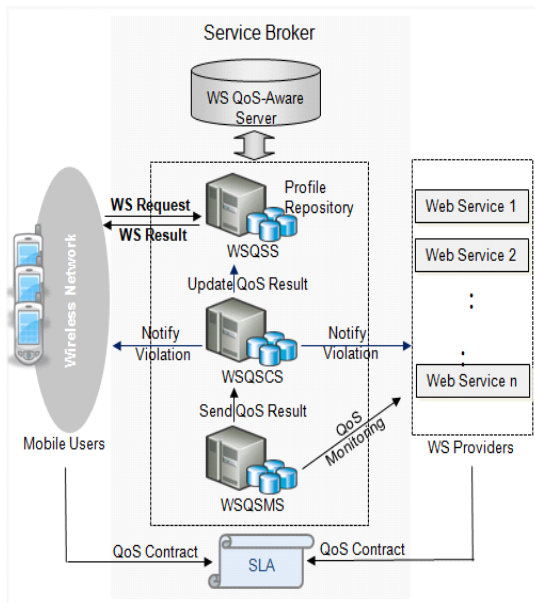 Service Broker
WS QoS-Aware
Server
Profile
Repository
WS Request
WS Result
WSQSS
Web Service 1
Web Service 2
:
:
Web Service n
Wireless Network
Update QoS Result
Notify
Violation
Notify
Violation
WSQSCS
Send QoS Result
QoS
Monitoring
Mobile Users
WS Providers
WSQSMS
QoS Contract
QoS Contract
SLA